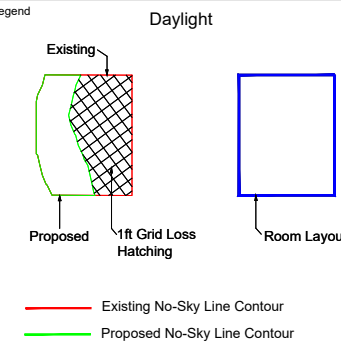 egend
Daylight
Existing
Proposed
1ft Grid Loss
Hatching
Room Layou
Existing No-Sky Line Contour
Proposed No-Sky Line Contour